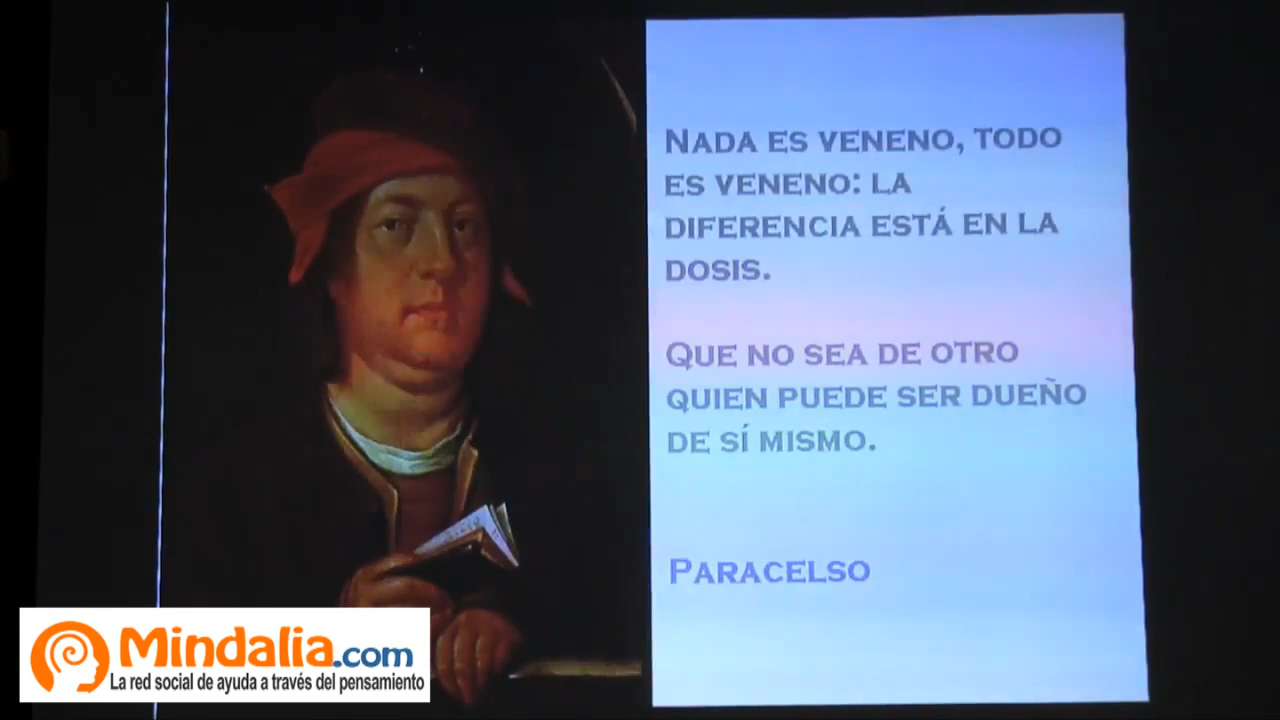 Nada es veneno, todo
es veneno: la
diferencia está en la
dosis.
Que no sea de otro
quien puede ser dueño
de sí mismo.
Paracelso
Mindalia.com
La red social de ayuda a través del pensamiento